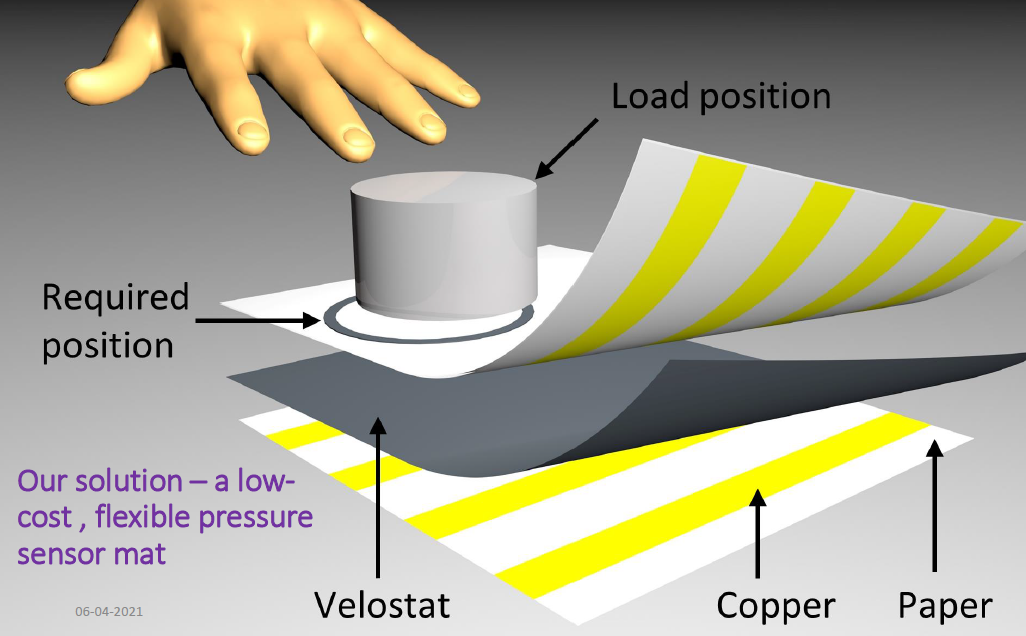 Load position
Required
position
Our solution – a low-
cost , flexible pressure
sensor mat
Velostat
Copper
Paper
06-04-2021